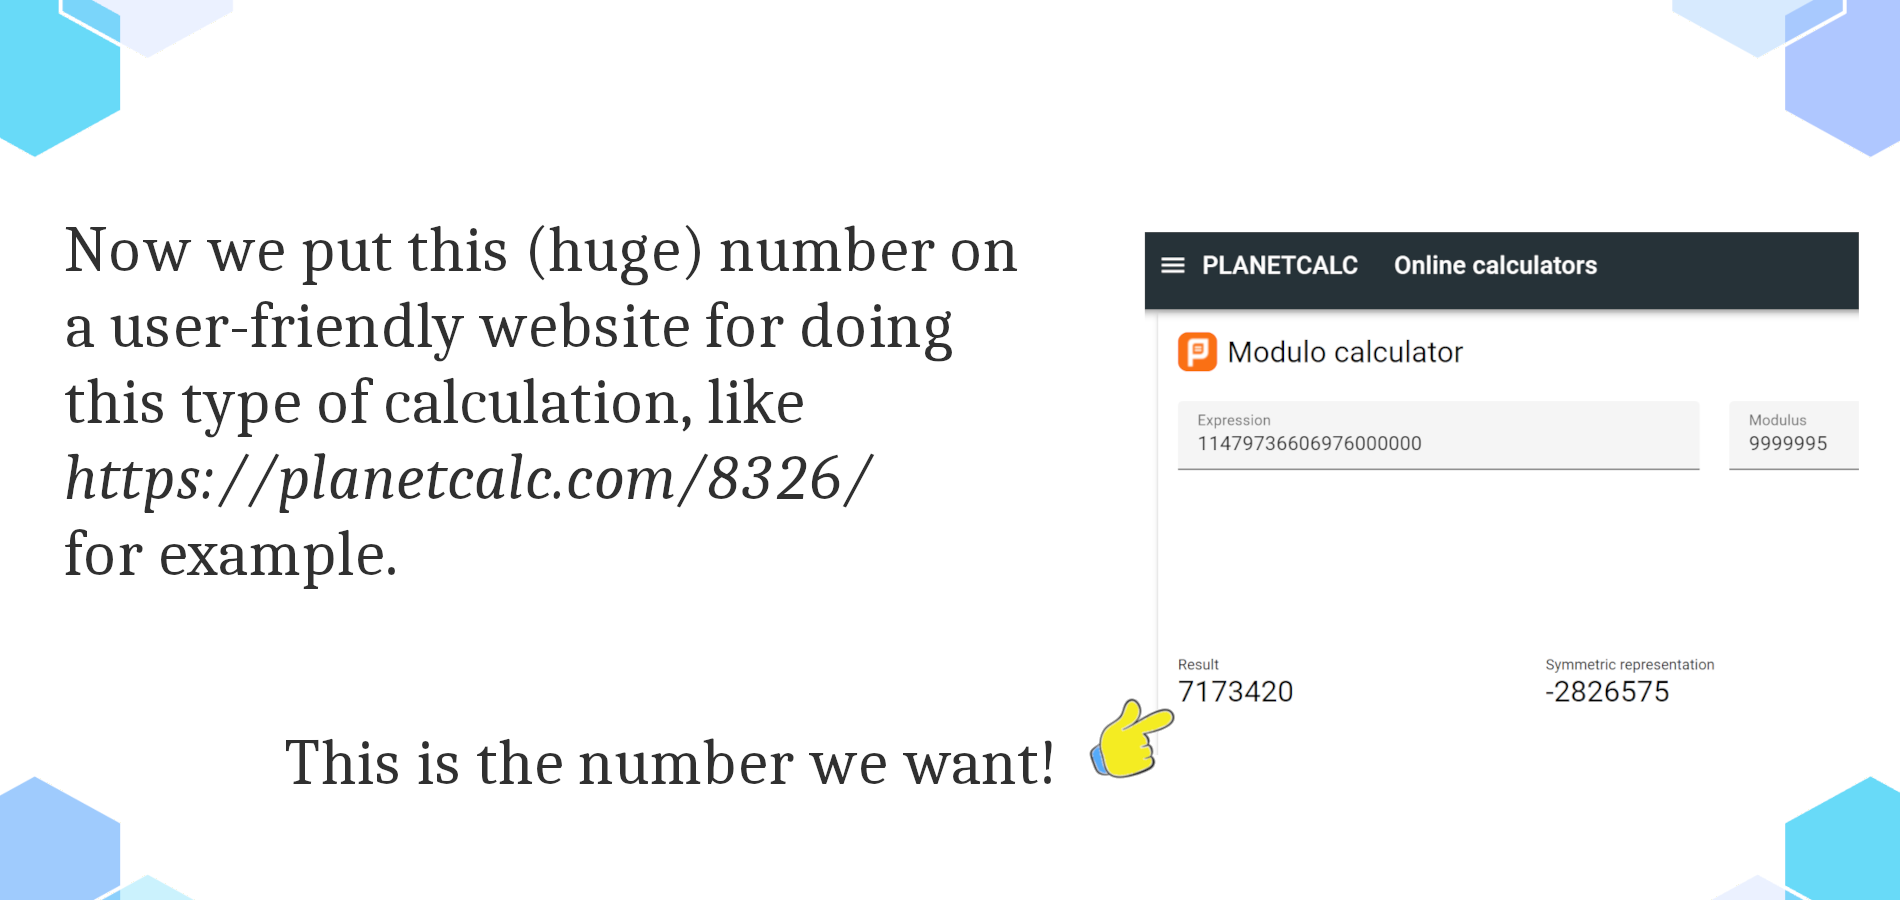 Now we put this (huge) number on
a user-friendly website for doing
this type of calculation, like
https://planetcalc.com/8326/
for example.
This is the number we want!
PLANETCALC Online calculators
Modulo calculator
Expression
11479736606976000000
Modulus
9999995
Result
7173420
Symmetric representation
-2826575